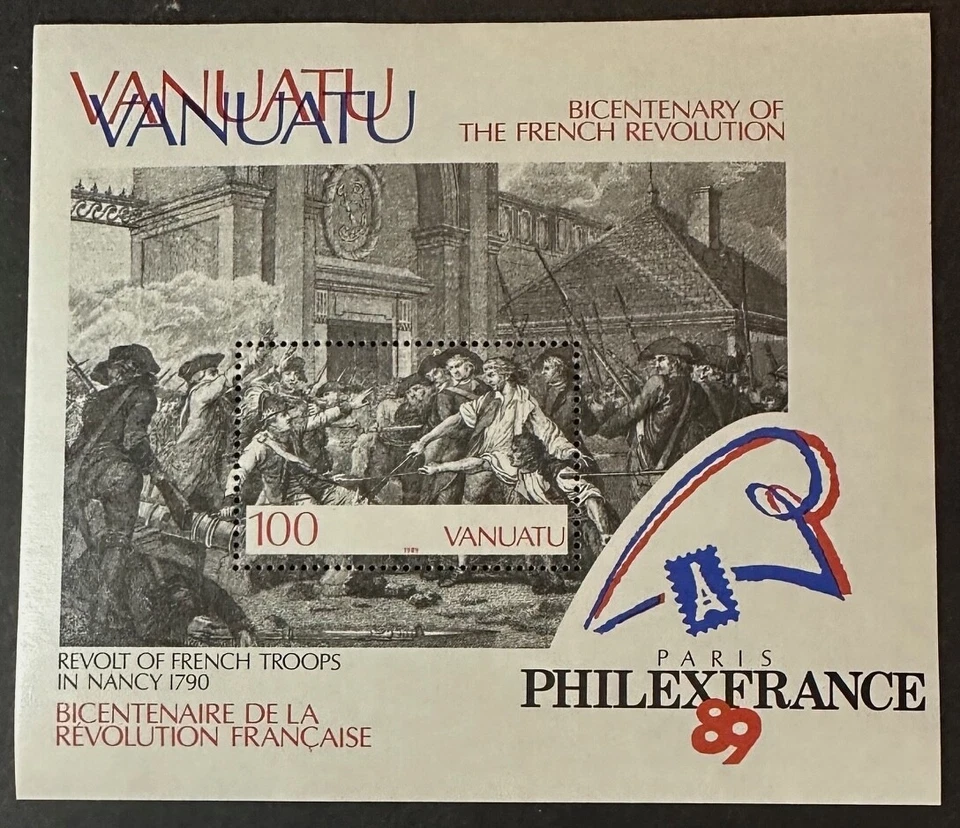 VANUATU
VANUATU
BICENTENARY OF
THE FRENCH REVOLUTION
100
1989
VANUATU
REVOLT OF FRENCH TROOPS
IN NANCY 1790
BICENTENAIRE DE LA
RÉVOLUTION FRANÇAISE
PARIS
PHILEXFRANCE
89